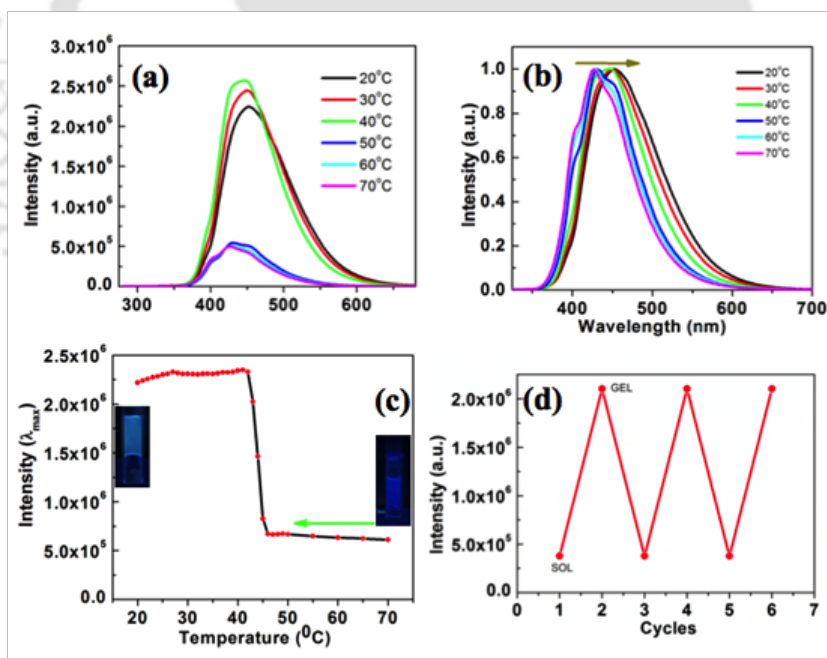 (a)
3.0x10⁶
2.5x10⁶
2.0x10⁶
1.5x10⁶
1.0x10⁶
5.0x10⁵
0.0
Intensity (a.u.)
20°C
30°C
40°C
50°C
60°C
70°C
300 400 500 600
(b)
1.0
0.8
0.6
0.4
0.2
0.0
Intensity (a.u.)
20°C
30°C
40°C
50°C
60°C
70°C
400 500 600 700
Wavelength (nm)
(c)
2.5x10⁶
2.0x10⁶
1.5x10⁶
1.0x10⁶
5.0x10⁵
0.0
Intensity (λmax)
20 30 40 50 60 70
Temperature (⁰C)
(d)
2.0x10⁶
1.5x10⁶
1.0x10⁶
5.0x10⁵
0.0
Intensity (a.u.)
GEL
SOL
0 1 2 3 4 5 6 7
Cycles